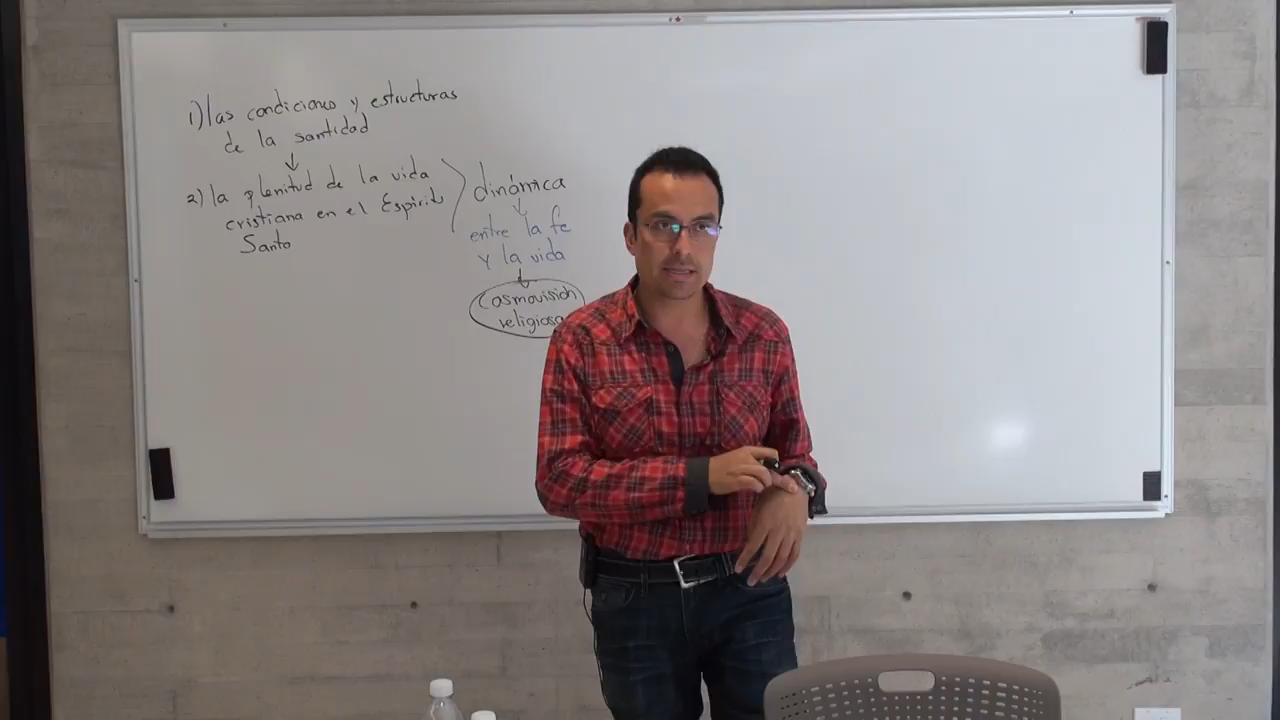 1) las condiciones y estructuras
de la santidad
2) la plenitud de la vida
cristiana en el Espíritu
Santo
dinámica
entre la fe
y la vida
Cosmovisión
religiosa